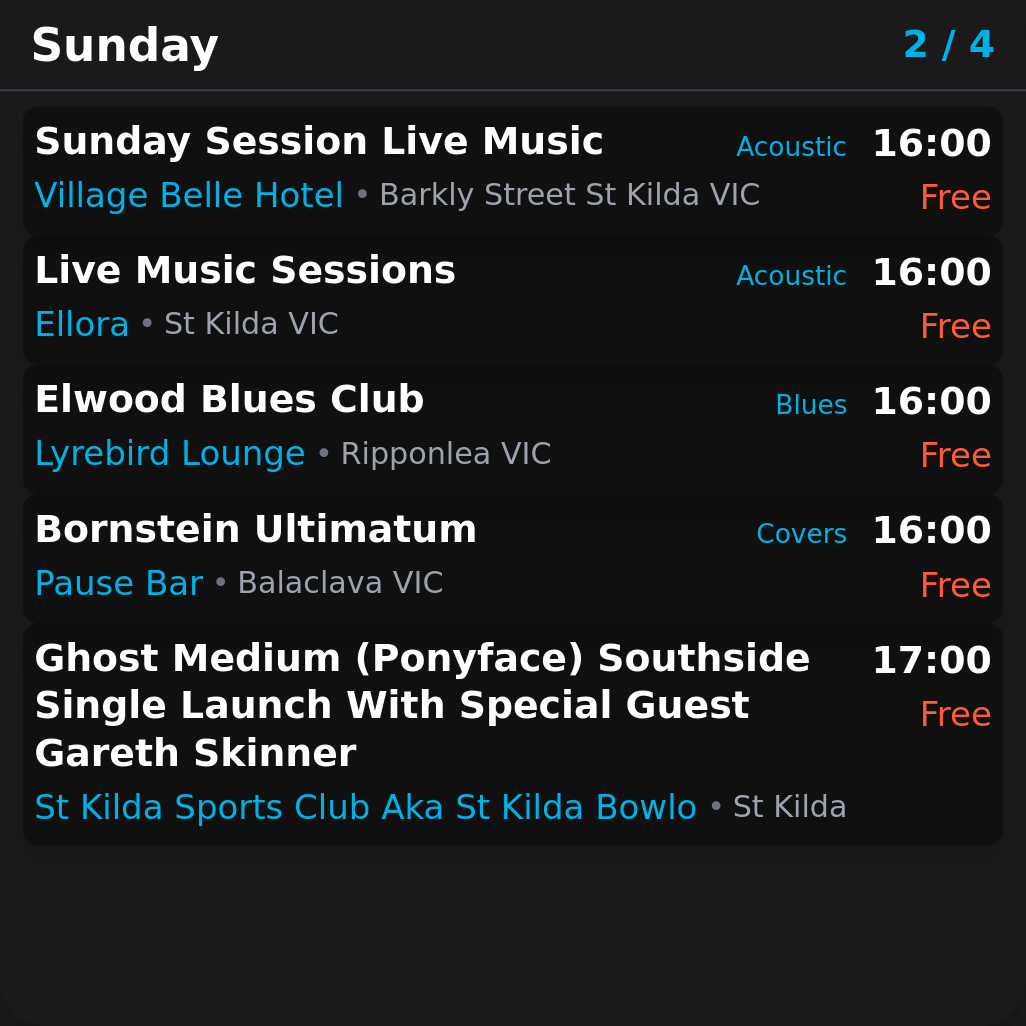 Sunday 2 / 4
Sunday Session Live Music Acoustic 16:00
Village Belle Hotel • Barkly Street St Kilda VIC Free
Live Music Sessions Acoustic 16:00
Ellora • St Kilda VIC Free
Elwood Blues Club Blues 16:00
Lyrebird Lounge • Ripponlea VIC Free
Bornstein Ultimatum Covers 16:00
Pause Bar • Balaclava VIC Free
Ghost Medium (Ponyface) Southside 17:00
Single Launch With Special Guest Free
Gareth Skinner
St Kilda Sports Club Aka St Kilda Bowlo • St Kilda